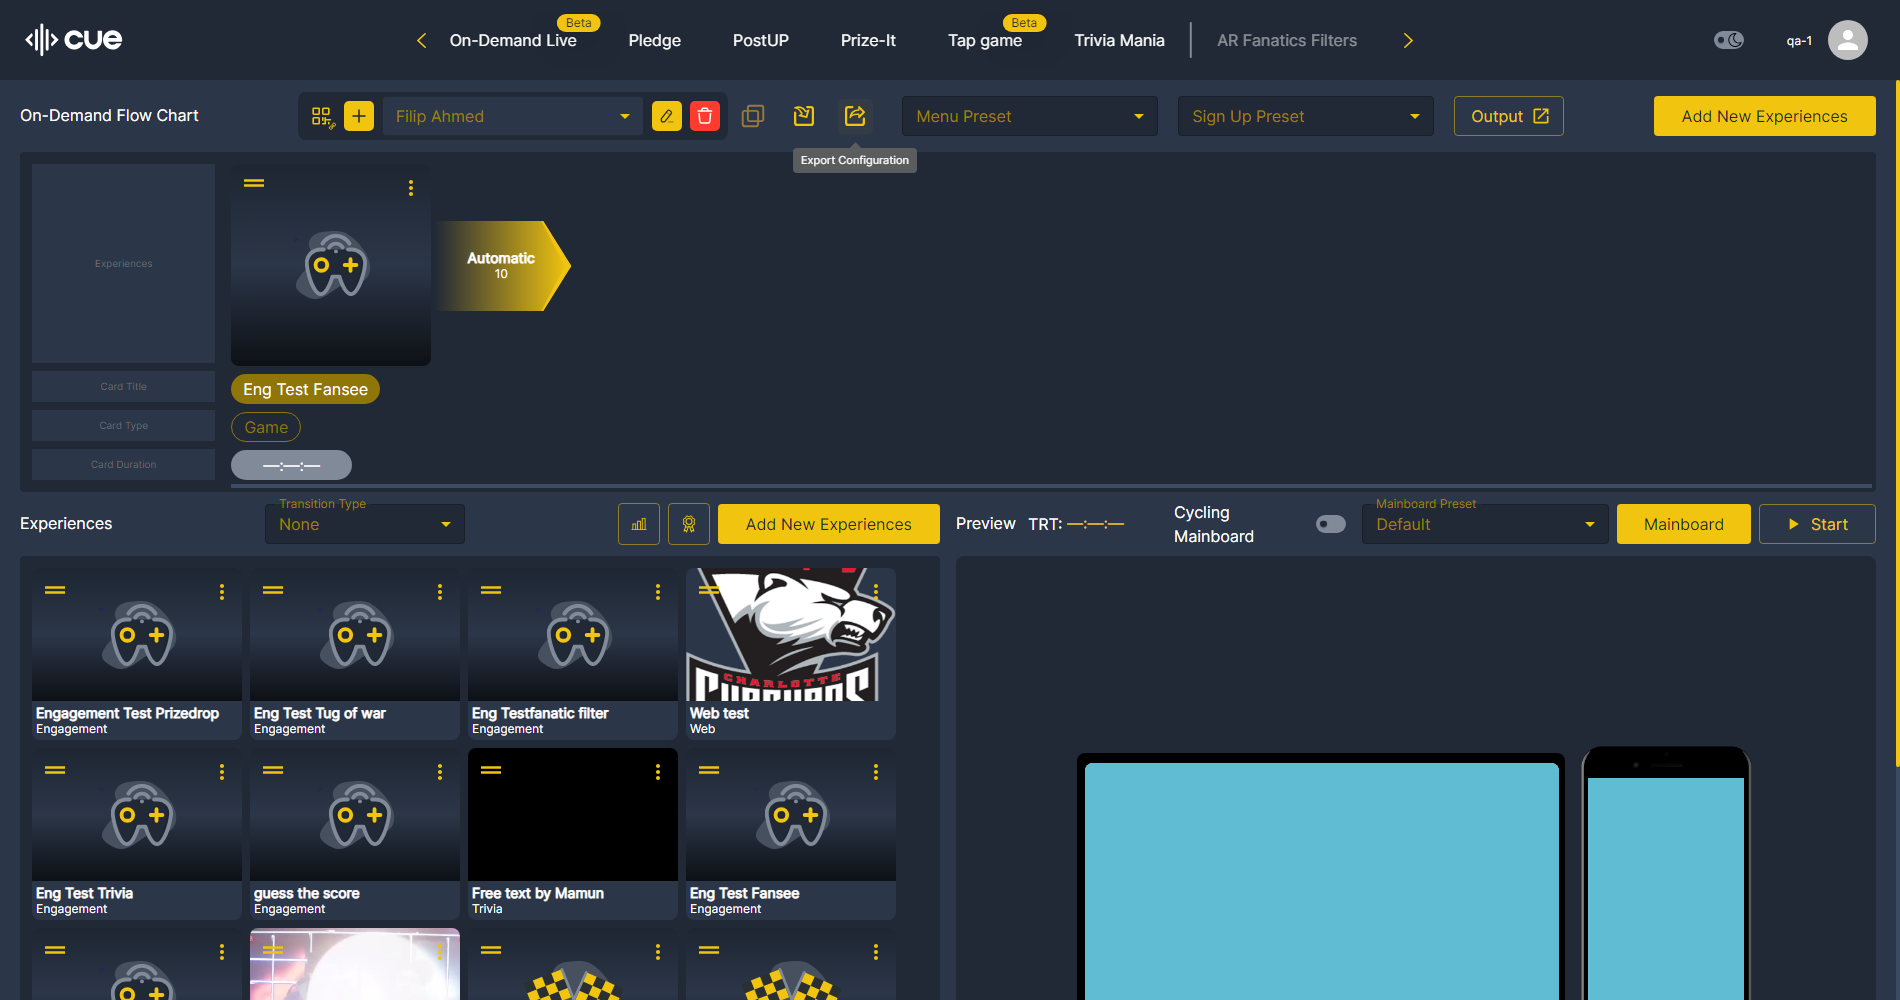 cue
On-Demand Live
Beta
Pledge
PostUP
Prize-It
Tap game
Beta
Trivia Mania
AR Fanatics Filters
qa-1
On-Demand Flow Chart
Filip Ahmed
Menu Preset
Sign Up Preset
Output
Add New Experiences
Export Configuration
Experiences
Automatic
10
Card Title
Eng Test Fansee
Card Type
Game
Card Duration
—:—:—
Experiences
Transition Type
None
Add New Experiences
Preview
TRT: —:—:—
Cycling
Mainboard
Mainboard Preset
Default
Mainboard
Start
Engagement Test Prizedrop
Engagement
Eng Test Tug of war
Engagement
Eng Testfanatic filter
Engagement
CHARLOTTE
Web test
Web
Eng Test Trivia
Engagement
guess the score
Engagement
Free text by Mamun
Trivia
Eng Test Fansee
Engagement